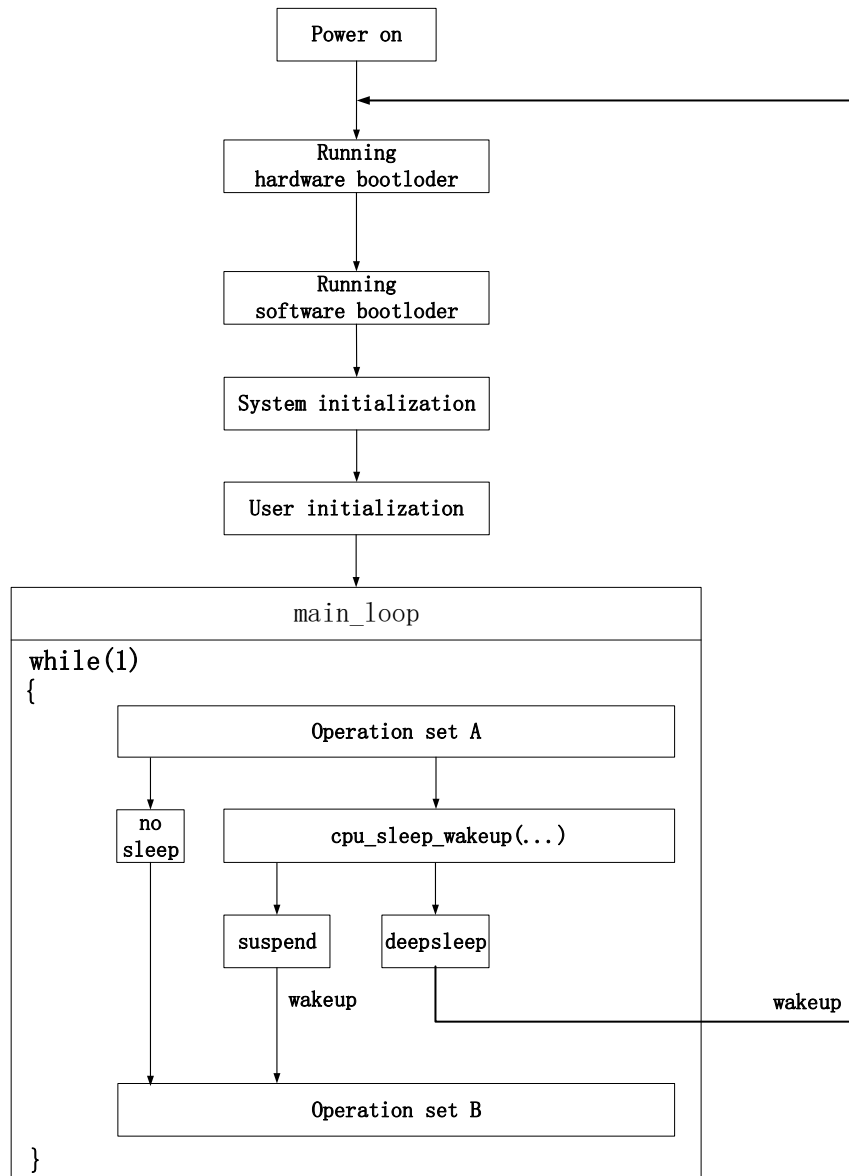 Power on
Running
hardware bootloder
Running
software bootloder
System initialization
User initialization
main_loop
while(1)
{
Operation set A
no
sleep
cpu_sleep_wakeup(...)
suspend
deepsleep
wakeup
wakeup
Operation set B
}